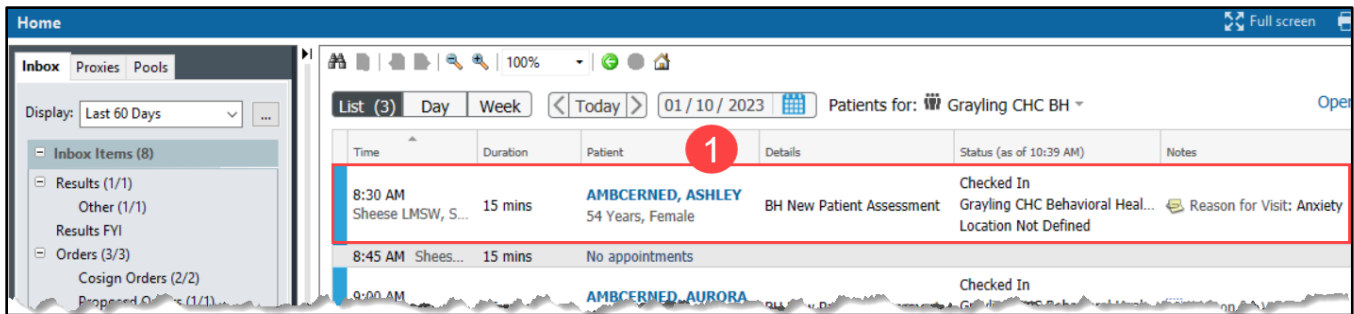 Home
Full screen
Inbox Proxies Pools
100%
Display: Last 60 Days ...
List (3) Day Week Today 01 / 10 / 2023 Patients for: Grayling CHC BH
Inbox Items (8)
Time Duration Patient 1 Details Status (as of 10:39 AM) Notes
Results (1/1)
Other (1/1)
Results FYI
Orders (3/3)
Cosign Orders (2/2)
8:30 AM
Sheese LMSW, S...
15 mins
AMBCERNED, ASHLEY
54 Years, Female
BH New Patient Assessment
Checked In
Grayling CHC Behavioral Heal...
Location Not Defined
Reason for Visit: Anxiety
8:45 AM Shees... 15 mins No appointments
9:00 AM
AMBCERNED, AURORA
Checked In